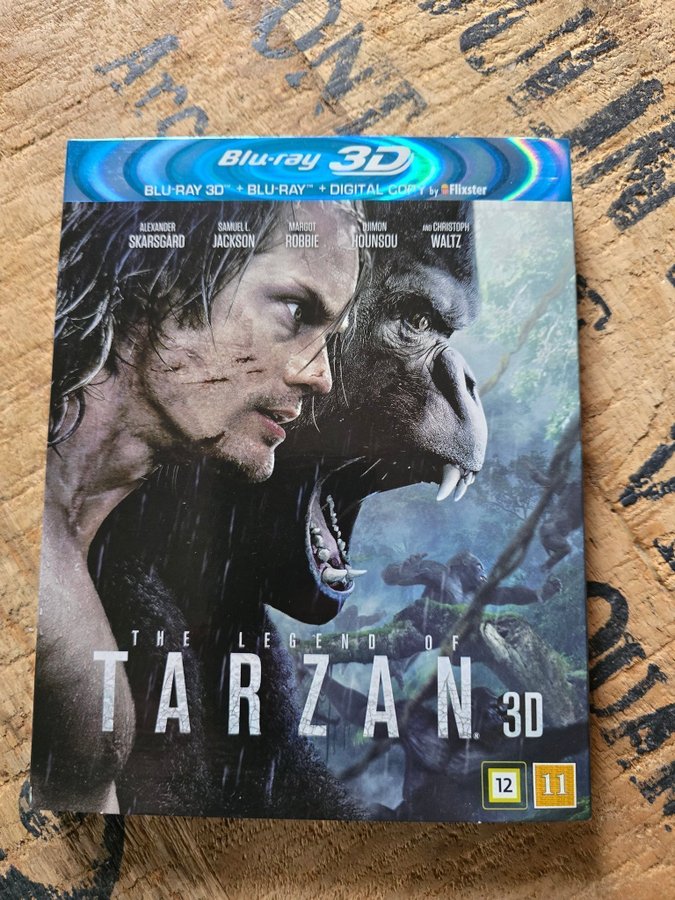 Blu-ray 3D
BLU-RAY 3D™ + BLU-RAY™ + DIGITAL COPY by Flixster
ALEXANDER SKARSGÅRD
SAMUEL L. JACKSON
MARGOT ROBBIE
DJIMON HOUNSOU
AND CHRISTOPH WALTZ
THE LEGEND OF
TARZAN® 3D
12
11